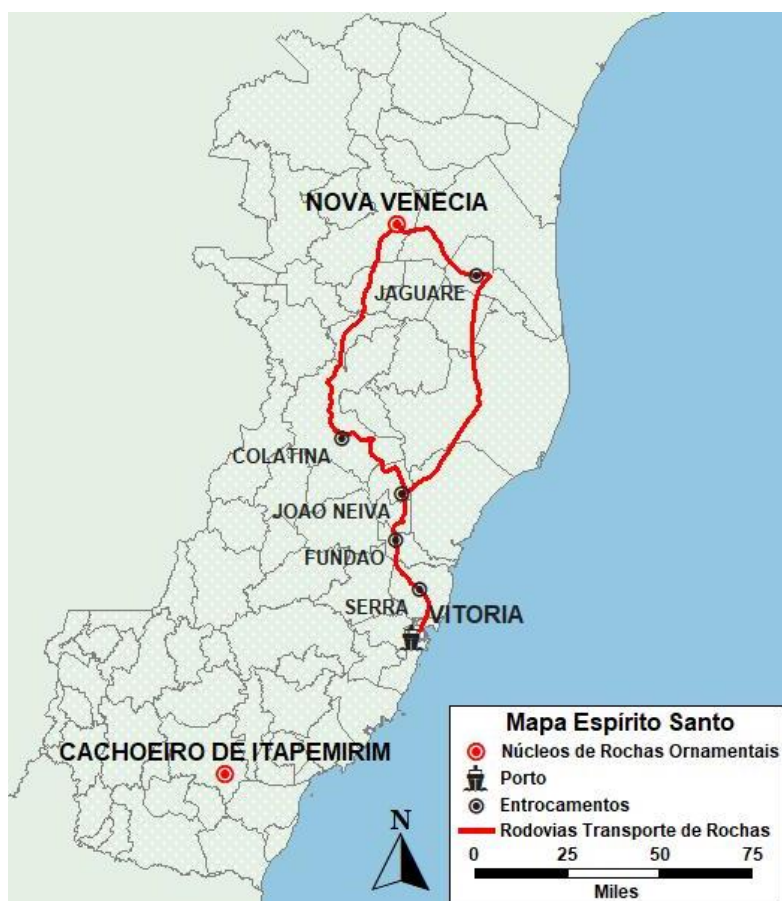 NOVA VENECIA
JAGUARE
COLATINA
JOAO NEIVA
FUNDAO
SERRA
VITORIA
CACHOEIRO DE ITAPEMIRIM
N
Mapa Espírito Santo
Núcleos de Rochas Ornamentais
Porto
Entrocamentos
Rodovias Transporte de Rochas
0 25 50 75
Miles